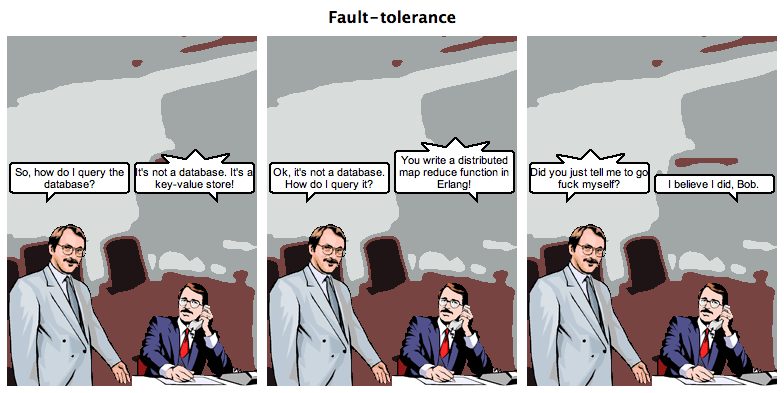 Fault-tolerance
So, how do I query the
database?
It's not a database. It's a
key-value store!
Ok, it's not a database.
How do I query it?
You write a distributed
map reduce function in
Erlang!
Did you just tell me to go
fuck myself?
I believe I did, Bob.